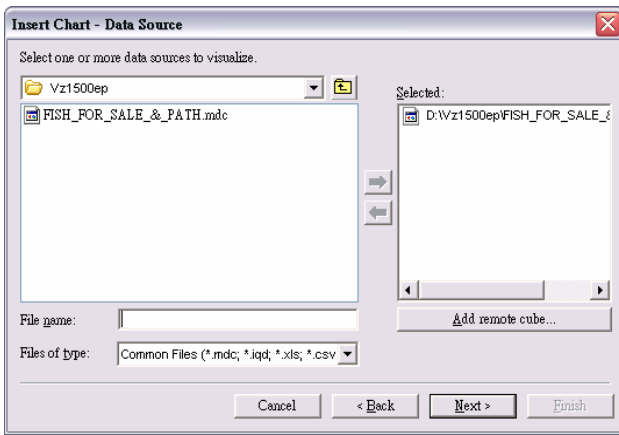 Insert Chart - Data Source
Select one or more data sources to visualize.
Vz1500ep
Selected:
FISH_FOR_SALE_&_PATH.mdc
D:\Vz1500ep\FISH_FOR_SALE_&
File name:
Add remote cube...
Files of type:
Common Files (*.mdc; *.iqd; *.xls; *.csv
Cancel
< Back
Next >
Finish